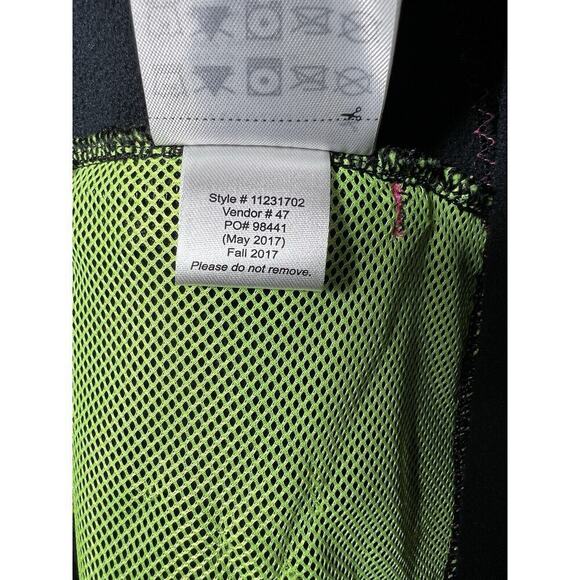 Style # 11231702
Vendor # 47
PO# 98441
(May 2017)
Fall 2017
Please do not remove.